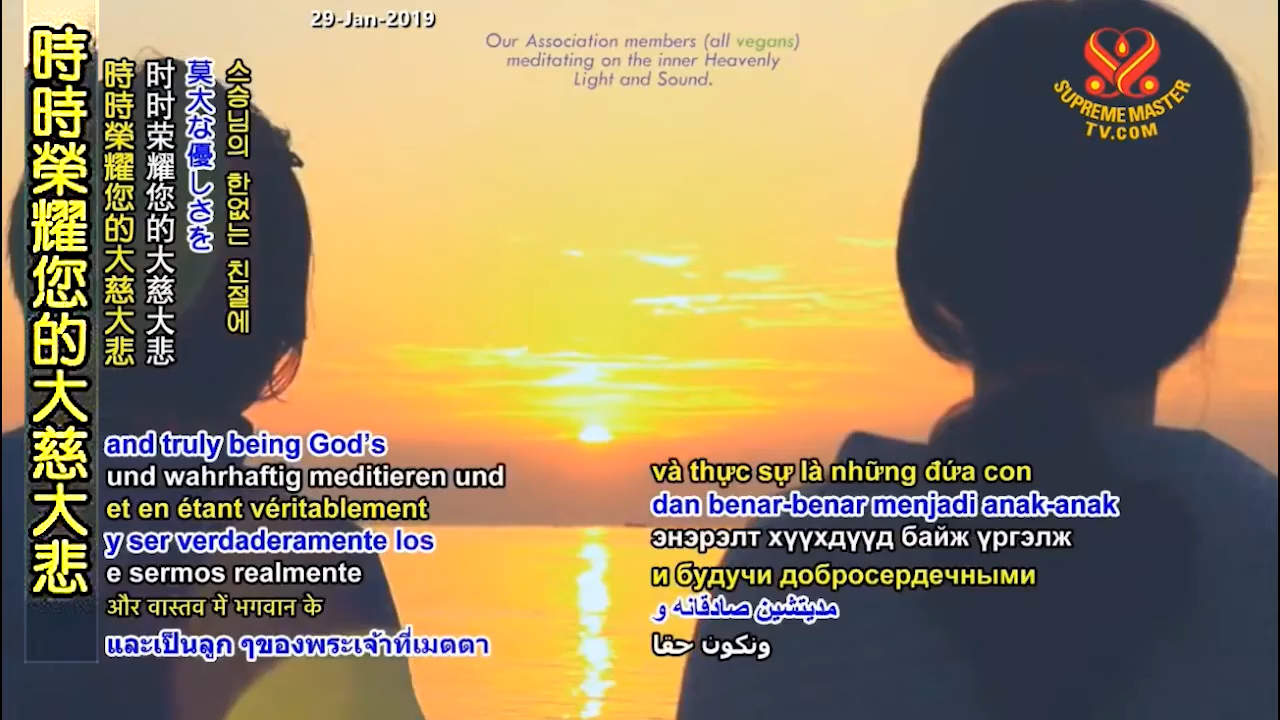 29-Jan-2019
Our Association members (all vegans)
meditating on the inner Heavenly
Light and Sound.
SUPREME MASTER
TV.COM
時時榮耀您的大慈大悲
時時榮耀您的大慈大悲
时时荣耀您的大慈大悲
莫大な優しさを
스승님의 한없는 친절에
and truly being God's
und wahrhaftig meditieren und
et en étant véritablement
y ser verdaderamente los
e sermos realmente
और वास्तव में भगवान के
และเป็นลูก ๆของพระเจ้าที่เมตตา
và thực sự là những đứa con
dan benar-benar menjadi anak-anak
энэрэлт хүүхдүүд байж үргэлж
и будучи добросердечными
مدیتشین صادقانه و
ونكون حقا